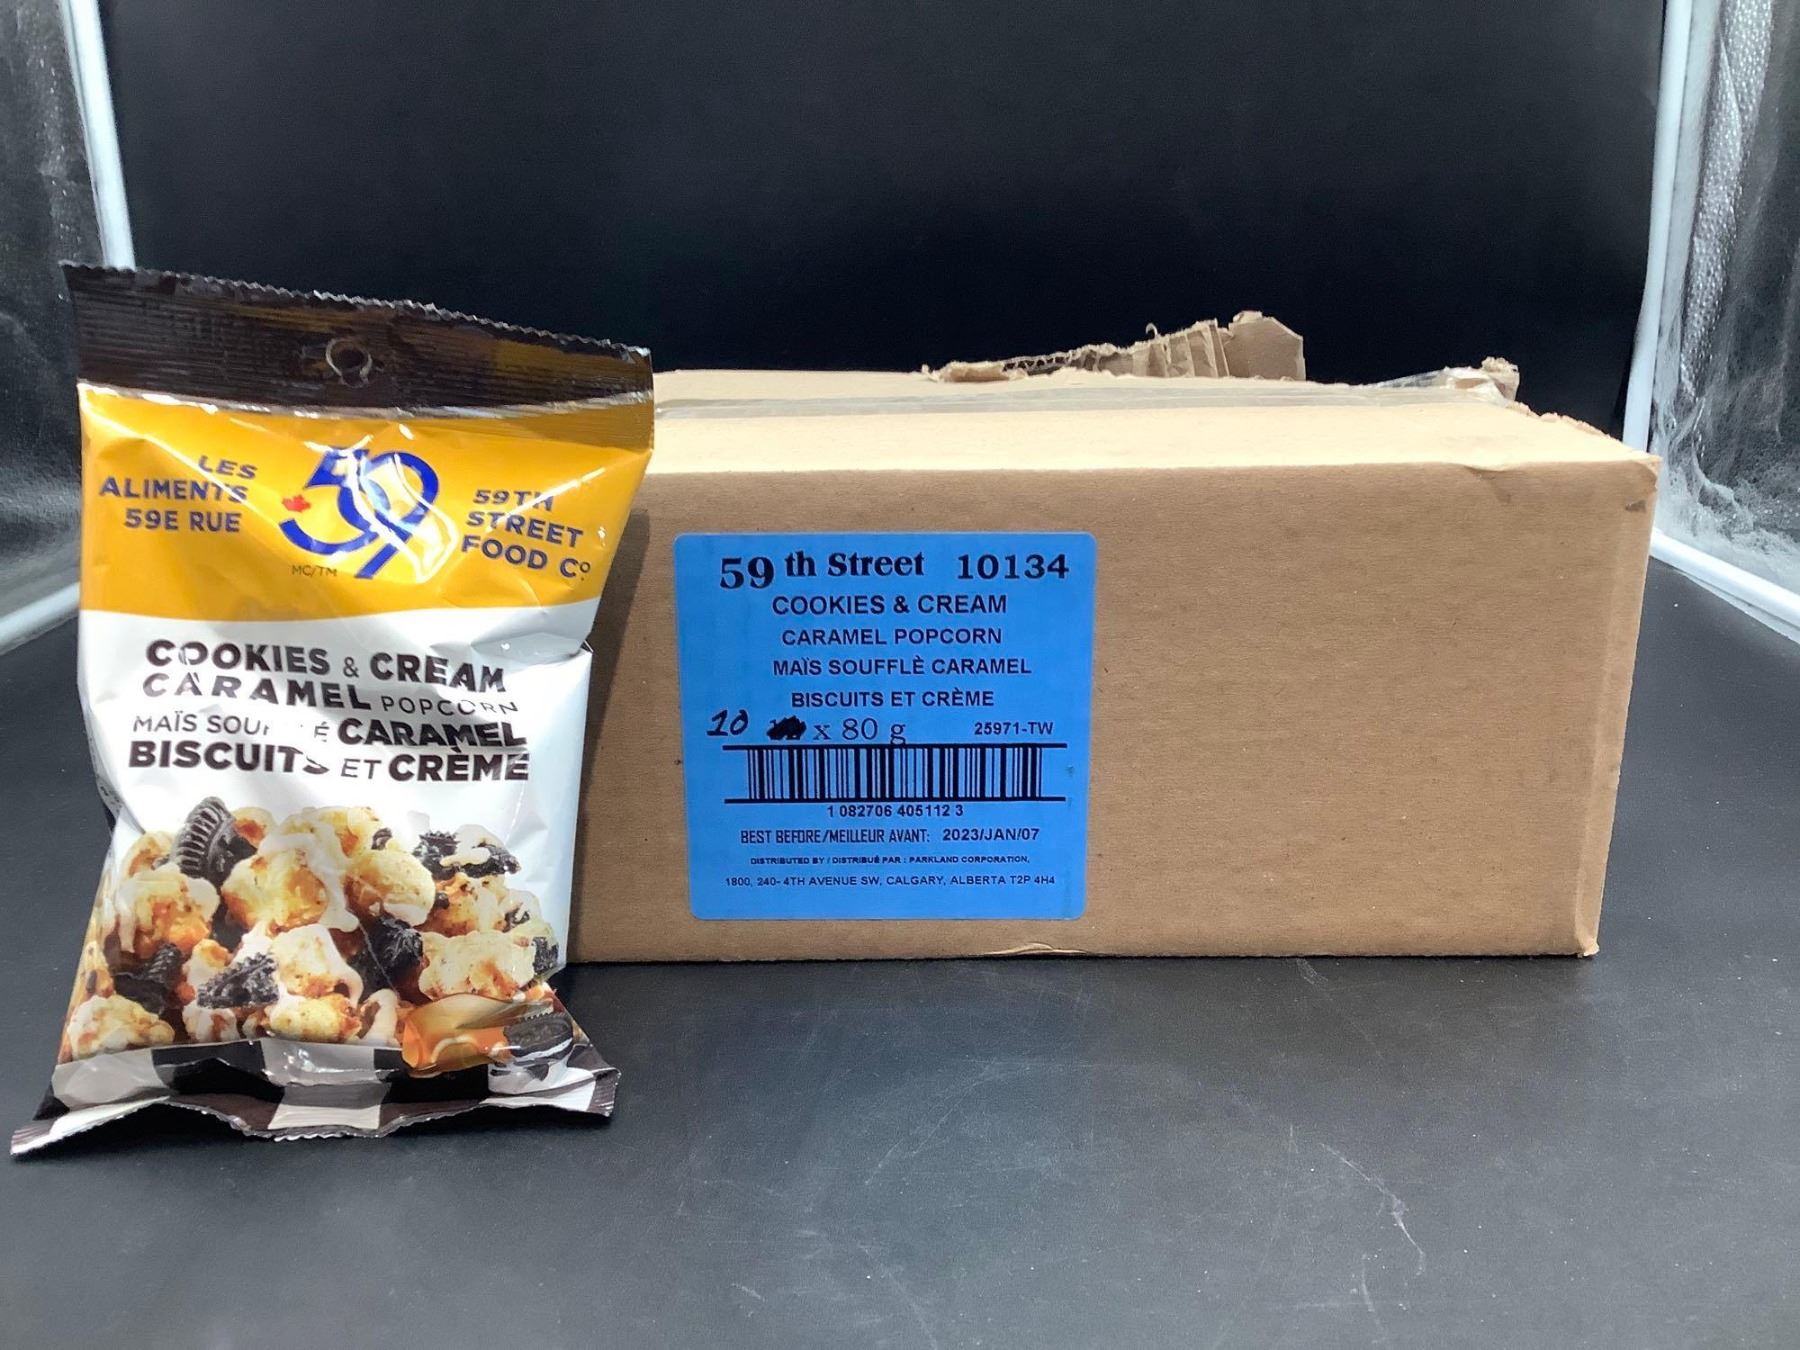 LES
ALIMENTS
59E RUE
59
MC/TM
59TH
STREET
FOOD Cº
COOKIES & CREAM
CARAMEL POPCORN
MAÏS CARAMEL
BISCUITS ET CRÈME
59 th Street 10134
COOKIES & CREAM
CARAMEL POPCORN
MAÏS SOUFFLÈ CARAMEL
BISCUITS ET CRÈME
10 x 80 g 25971-TW
1 082706 405112 3
BEST BEFORE/MEILLEUR AVANT: 2023/JAN/07
DISTRIBUTED BY / DISTRIBUÉ PAR : PARKLAND CORPORATION,
1800, 240- 4TH AVENUE SW, CALGARY, ALBERTA T2P 4H4